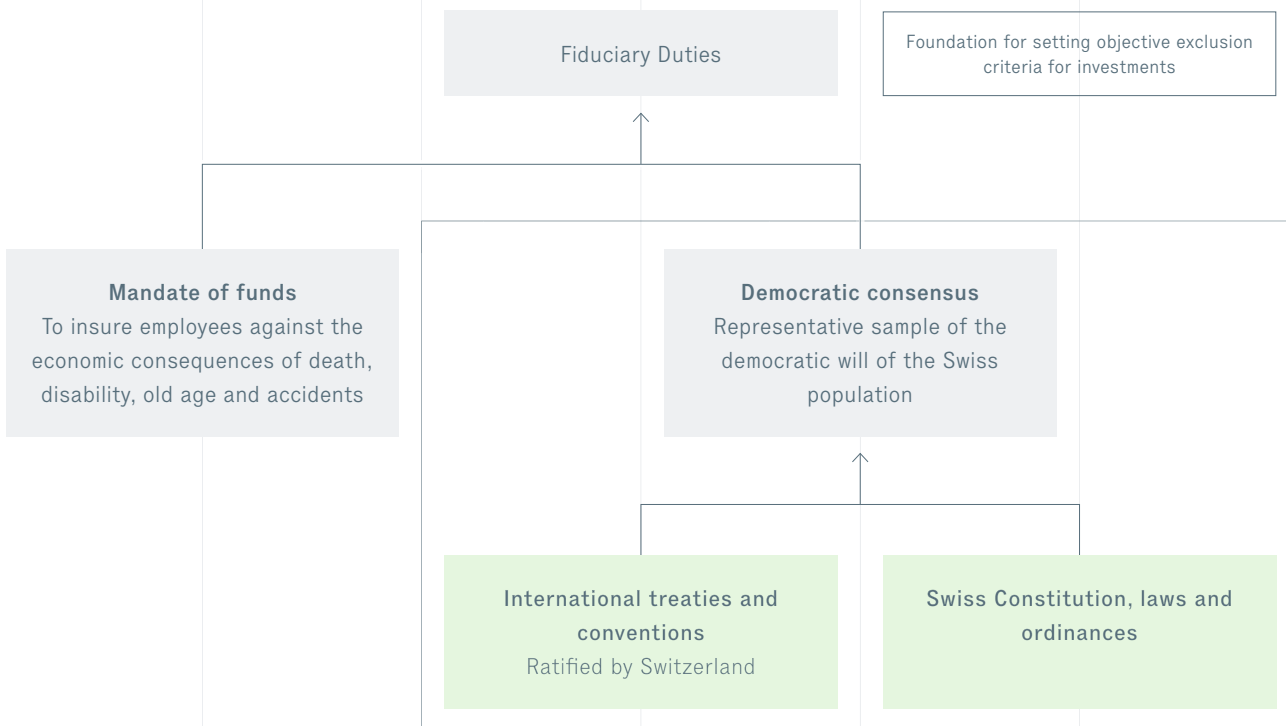 Fiduciary Duties
Foundation for setting objective exclusion
criteria for investments
Mandate of funds
To insure employees against the
economic consequences of death,
disability, old age and accidents
Democratic consensus
Representative sample of the
democratic will of the Swiss
population
International treaties and
conventions
Ratified by Switzerland
Swiss Constitution, laws and
ordinances